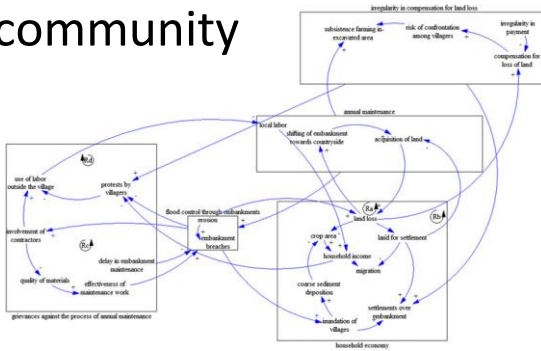 community
irregularity in compensation for land loss
subsistence farming in
excavated area
risk of confrontation
among villagers
irregularity in
payment
compensation for
loss of land
annual maintenance
local labor
shifting of embankment
towards countryside
acquisition of land
Rd
use of labor
outside the village
protests by
villagers
involvement of
contractors
Rc
delay in embankment
maintenance
quality of materials
effectiveness of
maintenance work
grievances against the process of annual maintenance
flood control through embankments
erosion
embankment
breaches
Ra
Rb
land loss
crop area
land for settlement
household income
migration
coarse sediment
deposition
settlements over
embankment
inundation of
villages
household economy